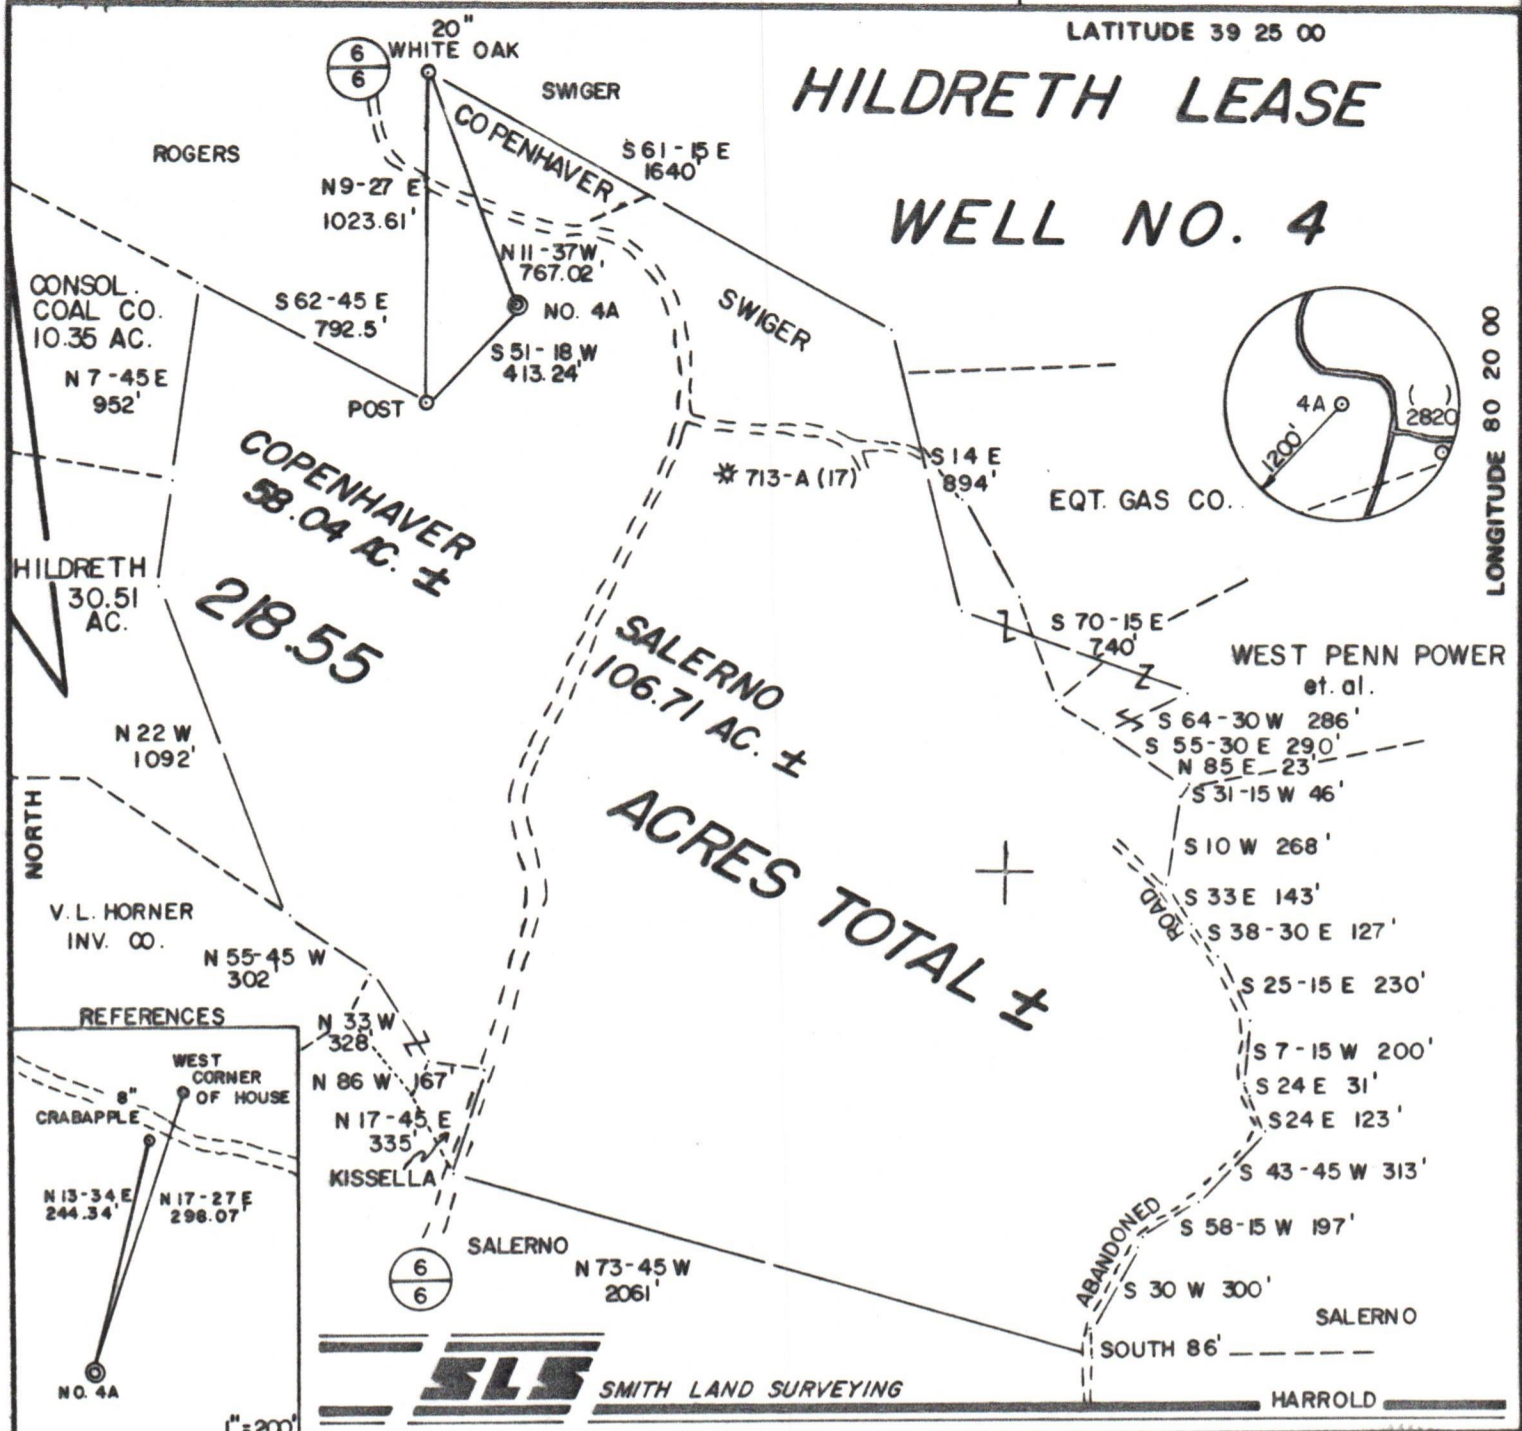 LATITUDE 39 25 00
HILDRETH LEASE
WELL NO. 4
LONGITUDE 80 20 00
20"
WHITE OAK
6
6
SWIGER
COPENHAVER
S 61-15 E
1640'
ROGERS
N 9-27 E
1023.61'
N 11-37 W
767.02'
NO. 4A
S 51-18 W
413.24'
SWIGER
CONSOL.
COAL CO.
10.35 AC.
S 62-45 E
792.5'
N 7-45 E
952'
POST
4A
1200'
( )
2820
COPENHAVER
58.04 AC. ±
713-A (17)
S 14 E
894'
EQT. GAS CO.
HILDRETH
30.51
AC.
218.55
SALERNO
106.71 AC. ±
ACRES TOTAL ±
S 70-15 E
740'
WEST PENN POWER
et. al.
S 64-30 W 286'
S 55-30 E 290'
N 85 E 23'
S 31-15 W 46'
S 10 W 268'
S 33 E 143'
S 38-30 E 127'
S 25-15 E 230'
S 7-15 W 200'
S 24 E 31'
S 24 E 123'
S 43-45 W 313'
S 58-15 W 197'
S 30 W 300'
SALERNO
SOUTH 86'
HARROLD
ROAD
ABANDONED
N 22 W
1092'
NORTH
V. L. HORNER
INV. CO.
N 55-45 W
302'
N 33 W
328'
N 86 W 167'
N 17-45 E
335'
KISSELLA
SALERNO
6
6
N 73-45 W
2061'
REFERENCES
WEST
CORNER
OF HOUSE
8"
CRABAPPLE
N 13-34 E
244.34'
N 17-27 E
298.07'
NO. 4A
1"=200'
SLS
SMITH LAND SURVEYING